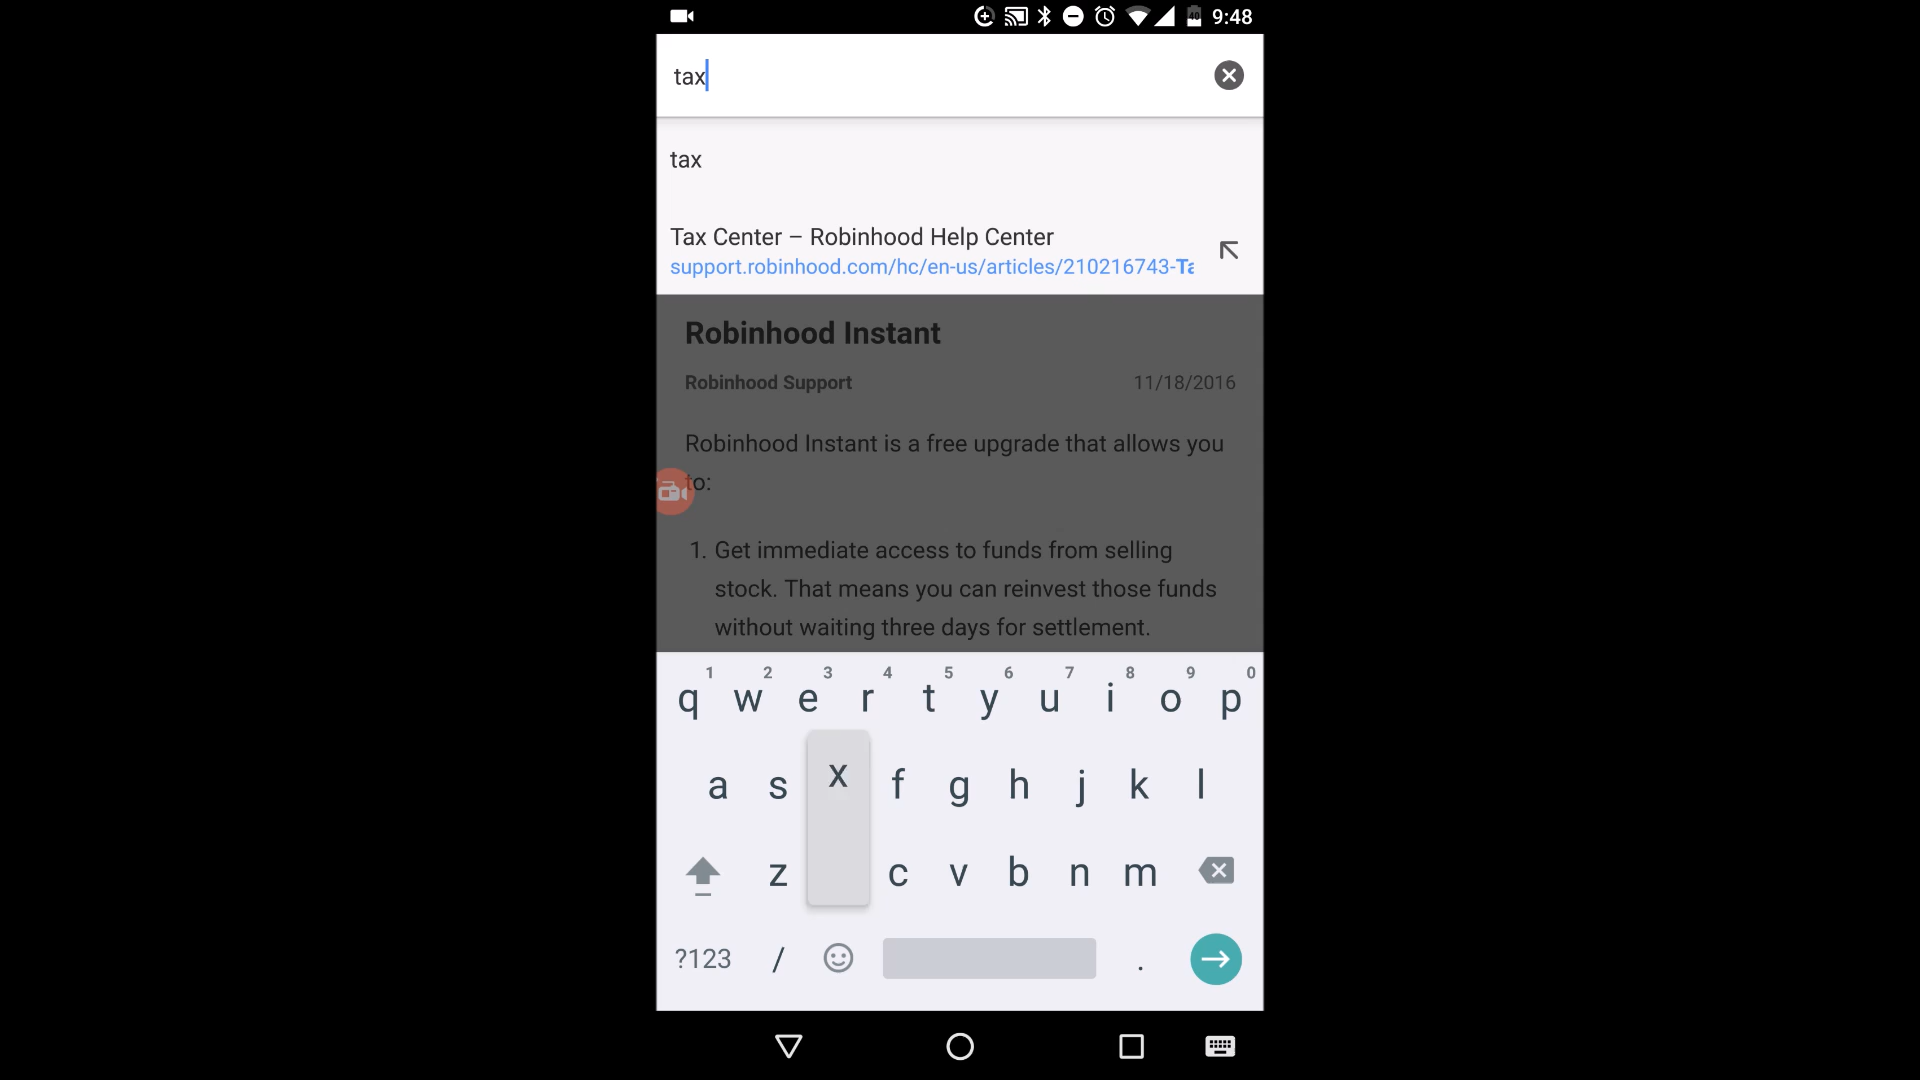 40 9:48
tax
tax
Tax Center – Robinhood Help Center
support.robinhood.com/hc/en-us/articles/210216743-Ta
Robinhood Instant
Robinhood Support 11/18/2016
Robinhood Instant is a free upgrade that allows you
to:
1. Get immediate access to funds from selling
stock. That means you can reinvest those funds
without waiting three days for settlement.
1 2 3 4 5 6 7 8 9 0
q w e r t y u i o p
a s x f g h j k l
z c v b n m
?123 / .